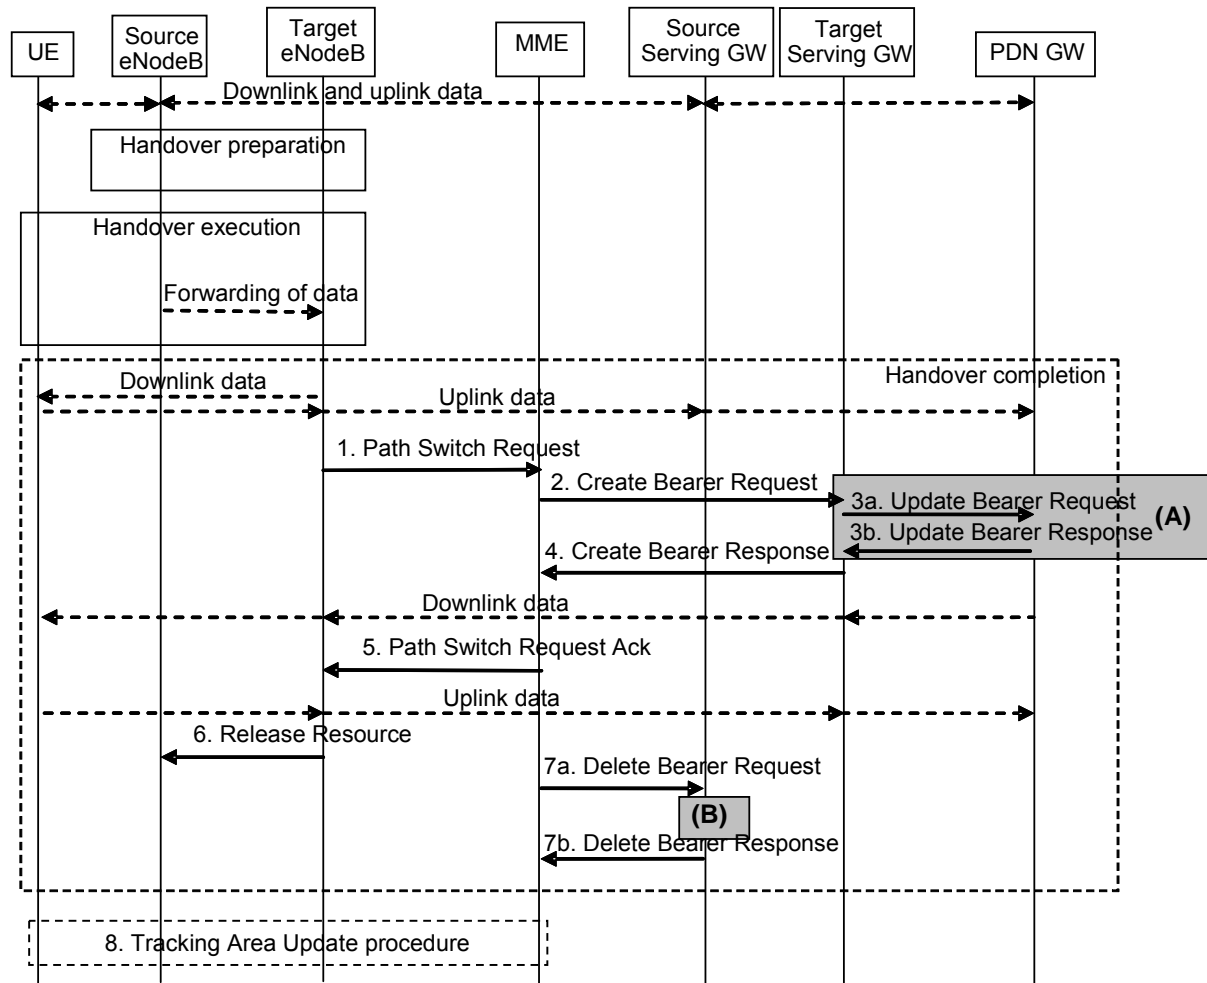 UE
Source
eNodeB
Target
eNodeB
MME
Source
Serving GW
Target
Serving GW
PDN GW
Downlink and uplink data
Handover preparation
Handover execution
Forwarding of data
Handover completion
Downlink data
Uplink data
1. Path Switch Request
2. Create Bearer Request
3a. Update Bearer Request
(A)
3b. Update Bearer Response
4. Create Bearer Response
Downlink data
5. Path Switch Request Ack
Uplink data
6. Release Resource
7a. Delete Bearer Request
(B)
7b. Delete Bearer Response
8. Tracking Area Update procedure